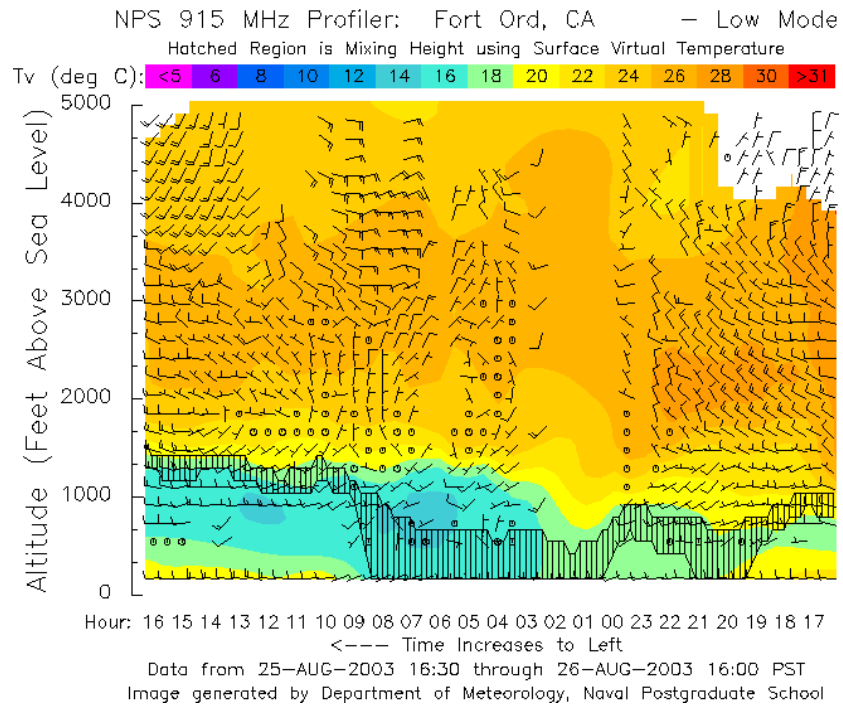 NPS 915 MHz Profiler: Fort Ord, CA – Low Mode
Hatched Region is Mixing Height using Surface Virtual Temperature
Tv (deg C): <5 6 8 10 12 14 16 18 20 22 24 26 28 30 >31
Altitude (Feet Above Sea Level)
5000
4000
3000
2000
1000
0
Hour: 16 15 14 13 12 11 10 09 08 07 06 05 04 03 02 01 00 23 22 21 20 19 18 17
<--- Time Increases to Left
Data from 25-AUG-2003 16:30 through 26-AUG-2003 16:00 PST
Image generated by Department of Meteorology, Naval Postgraduate School